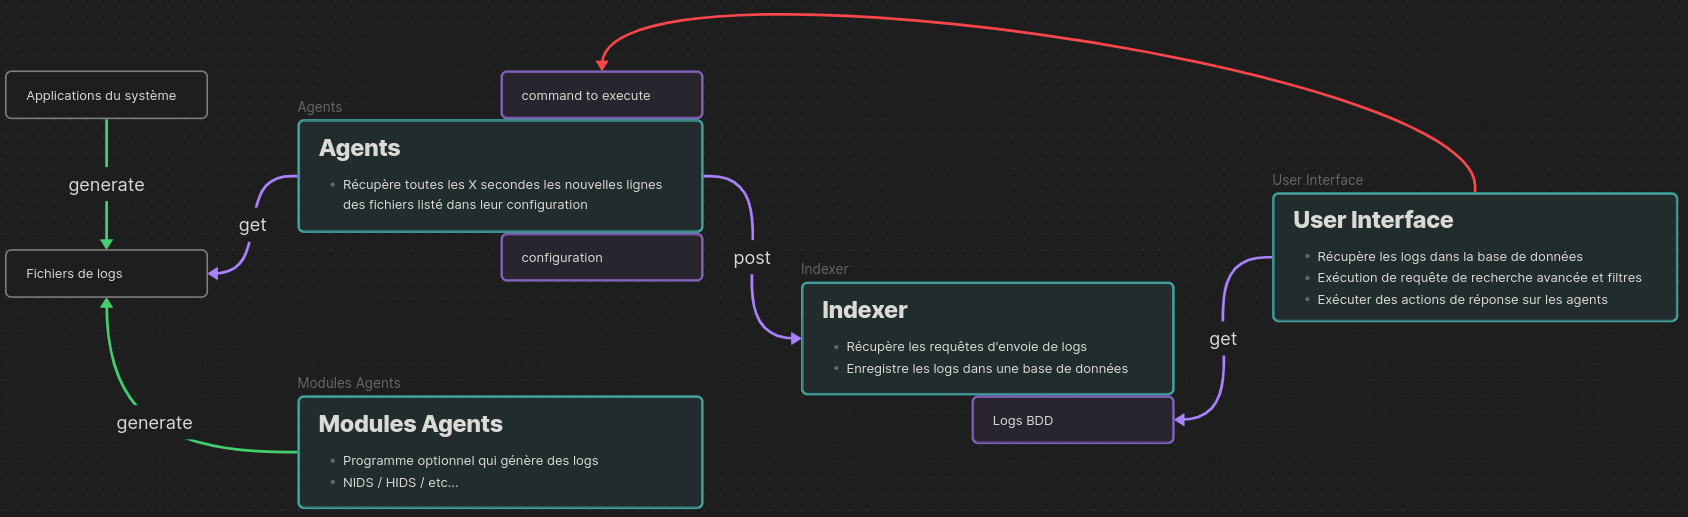 Applications du système
generate
Fichiers de logs
generate
get
Agents
command to execute
Agents
Récupère toutes les X secondes les nouvelles lignes
des fichiers listé dans leur configuration
configuration
Modules Agents
Modules Agents
Programme optionnel qui génère des logs
NIDS / HIDS / etc...
post
Indexer
Indexer
Récupère les requêtes d'envoie de logs
Enregistre les logs dans une base de données
Logs BDD
get
User Interface
User Interface
Récupère les logs dans la base de données
Exécution de requête de recherche avancée et filtres
Exécuter des actions de réponse sur les agents